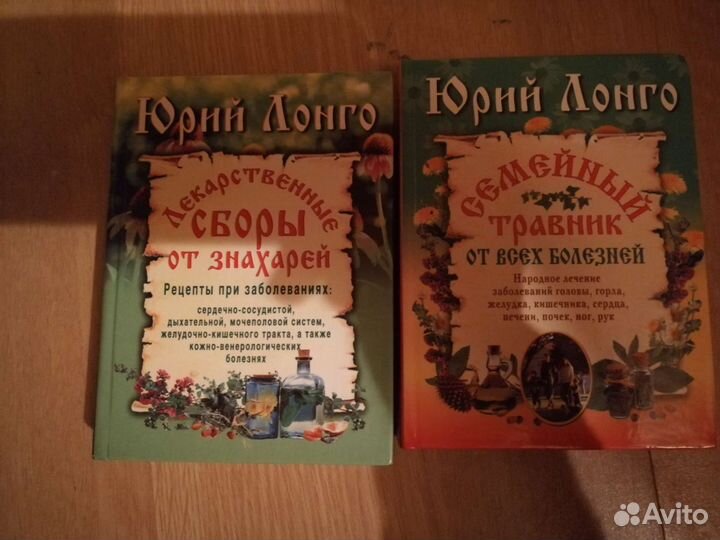 Юрий Лонго
Лекарственные
сборы
от знахарей
Рецепты при заболеваниях:
сердечно-сосудистой,
дыхательной, мочеполовой систем,
желудочно-кишечного тракта, а также
кожно-венерологических
болезнях
Юрий Лонго
Семейный
травник
от всех болезней
Народное лечение
заболеваний головы, горла,
желудка, кишечника, сердца,
печени, почек, ног, рук
Avito